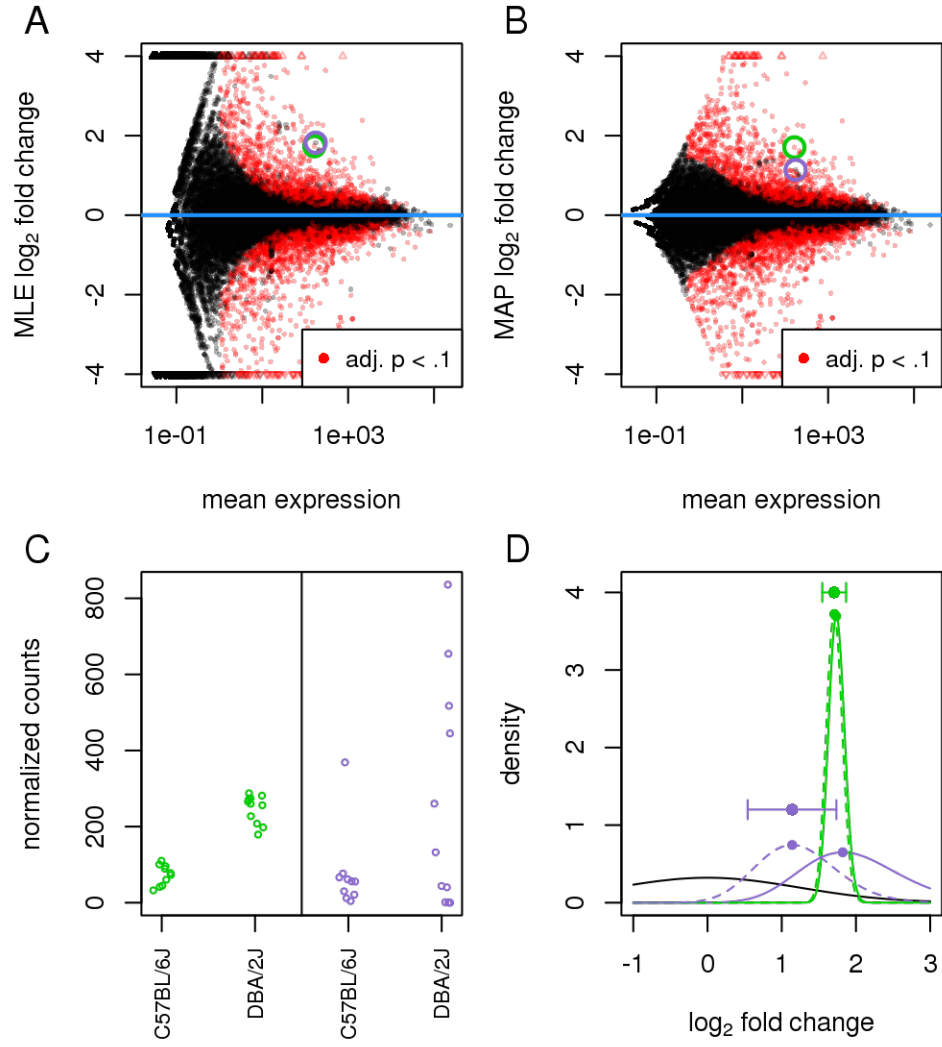 A
MLE log₂ fold change
4
2
0
-2
-4
adj. p < .1
1e-01
1e+03
mean expression
B
MAP log₂ fold change
4
2
0
-2
-4
adj. p < .1
1e-01
1e+03
mean expression
C
normalized counts
800
600
400
200
0
C57BL/6J
DBA/2J
C57BL/6J
DBA/2J
D
density
4
3
2
1
0
-1
0
1
2
3
log₂ fold change